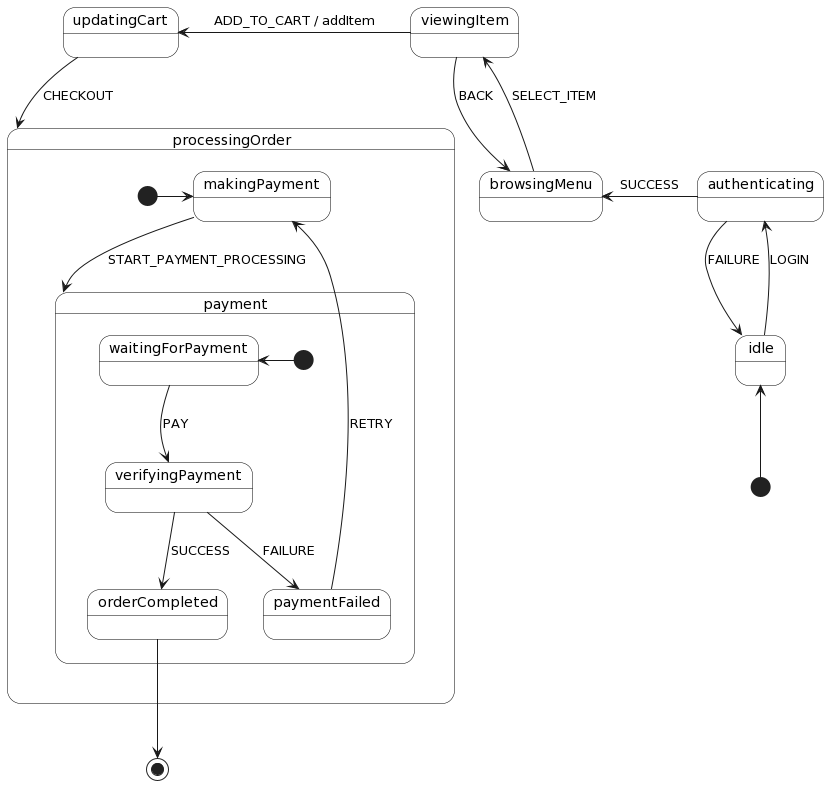 updatingCart
ADD_TO_CART / addItem
viewingItem
CHECKOUT
BACK
SELECT_ITEM
processingOrder
makingPayment
browsingMenu
SUCCESS
authenticating
START_PAYMENT_PROCESSING
FAILURE
LOGIN
payment
waitingForPayment
idle
PAY
RETRY
verifyingPayment
SUCCESS
FAILURE
orderCompleted
paymentFailed